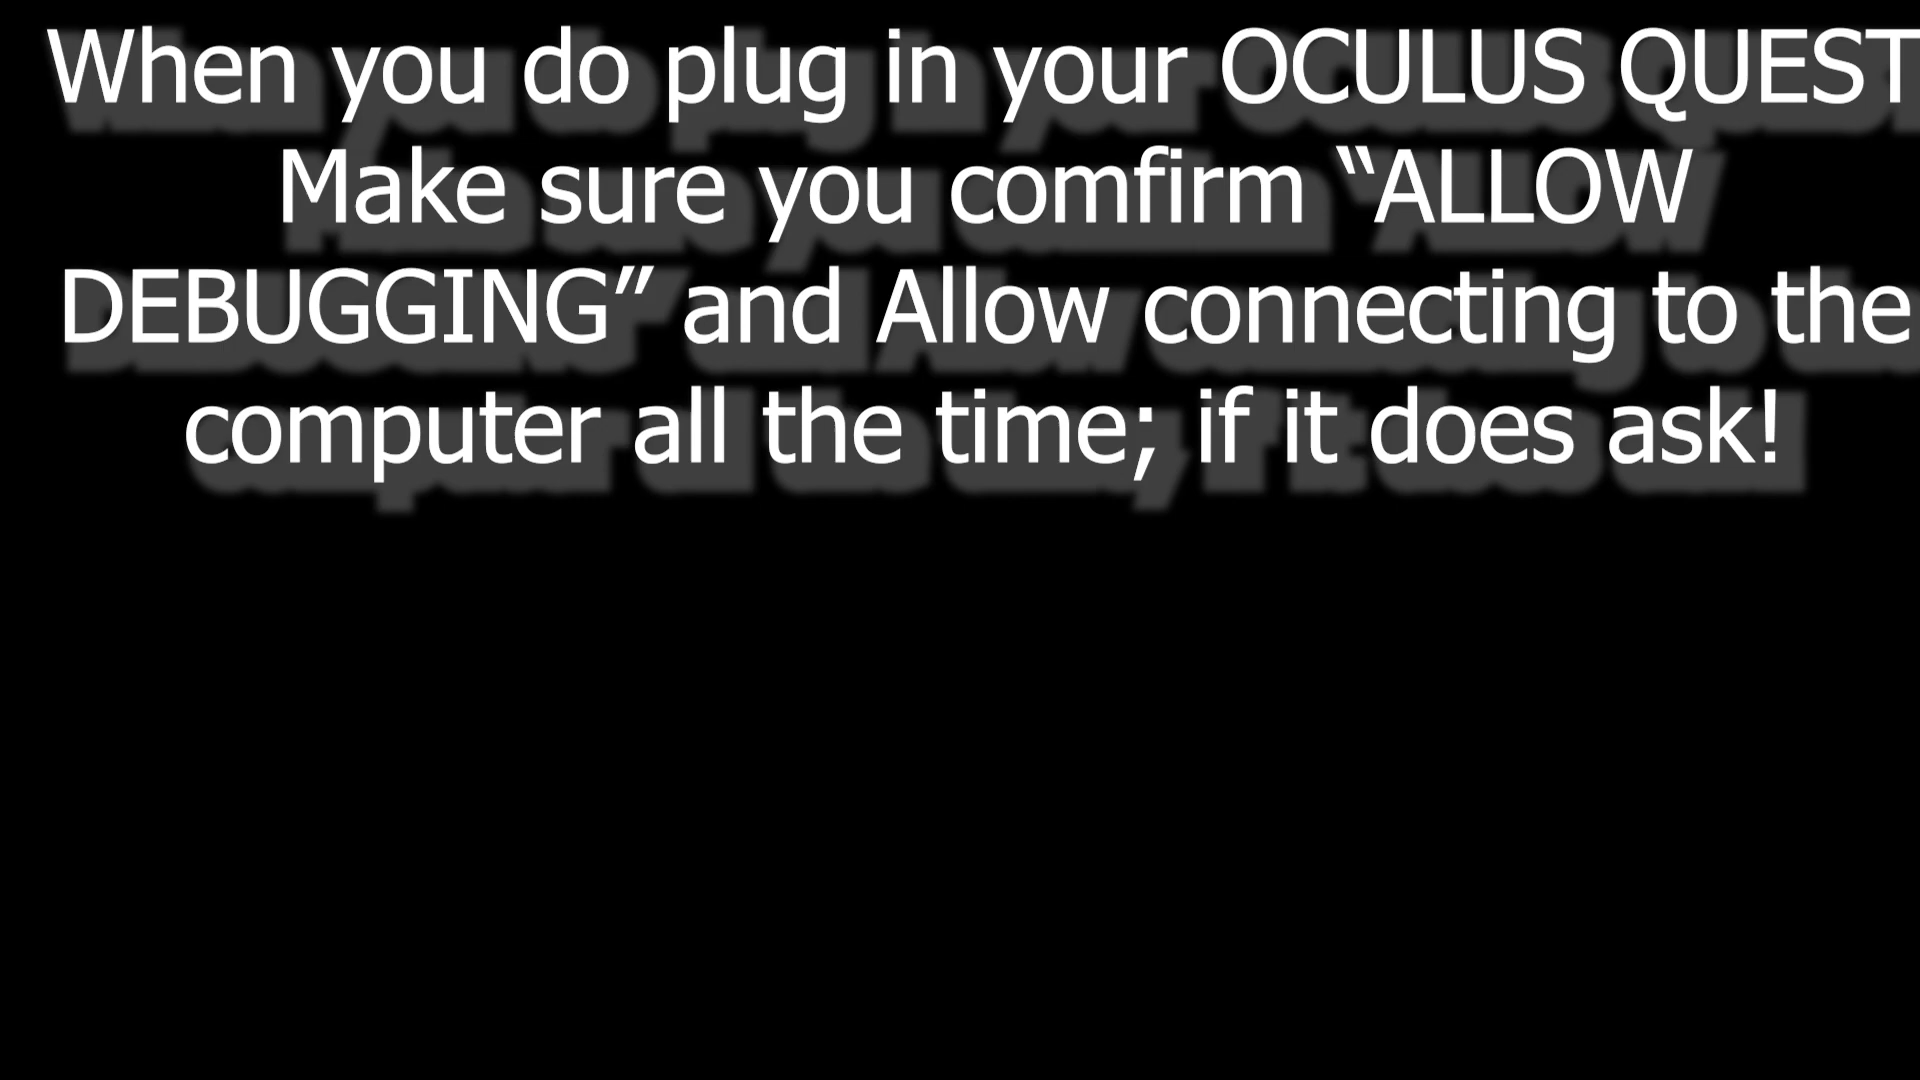 When you do plug in your OCULUS QUEST
Make sure you comfirm “ALLOW
DEBUGGING” and Allow connecting to the
computer all the time; if it does ask!